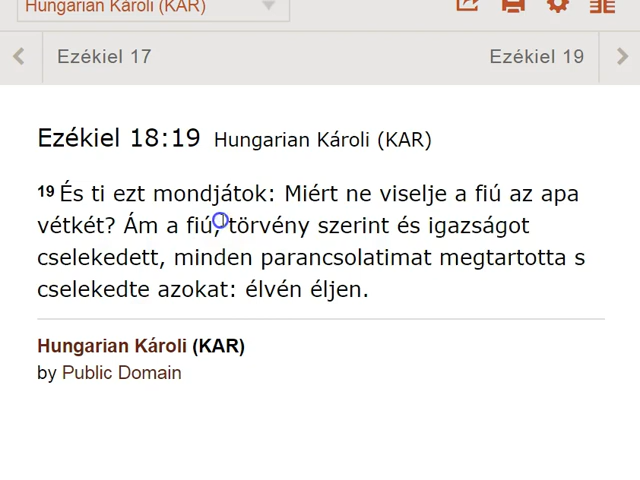 Hungarian Károli (KAR)
Ezékiel 17
Ezékiel 19
Ezékiel 18:19 Hungarian Károli (KAR)
19 És ti ezt mondjátok: Miért ne viselje a fiú az apa
vétkét? Ám a fiú, törvény szerint és igazságot
cselekedett, minden parancsolatimat megtartotta s
cselekedte azokat: élvén éljen.
Hungarian Károli (KAR)
by Public Domain